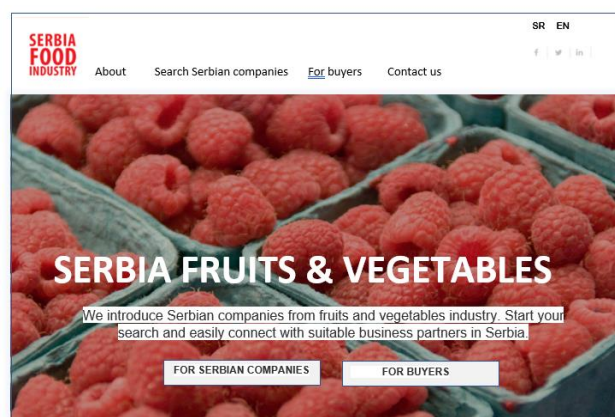 SR EN
SERBIA
FOOD
INDUSTRY
About Search Serbian companies For buyers Contact us
SERBIA FRUITS & VEGETABLES
We introduce Serbian companies from fruits and vegetables industry. Start your
search and easily connect with suitable business partners in Serbia.
FOR SERBIAN COMPANIES FOR BUYERS